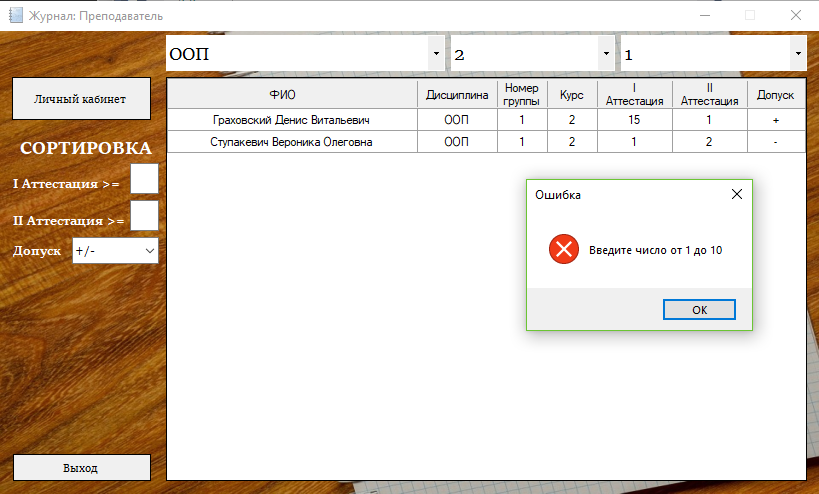 Журнал: Преподаватель
ООП 2 1
Личный кабинет
СОРТИРОВКА
I Аттестация >=
II Аттестация >=
Допуск +/-
Выход
ФИО Дисциплина Номер группы Курс I Аттестация II Аттестация Допуск
Граховский Денис Витальевич ООП 1 2 15 1 +
Ступакевич Вероника Олеговна ООП 1 2 1 2 -
Ошибка
Введите число от 1 до 10
ОК